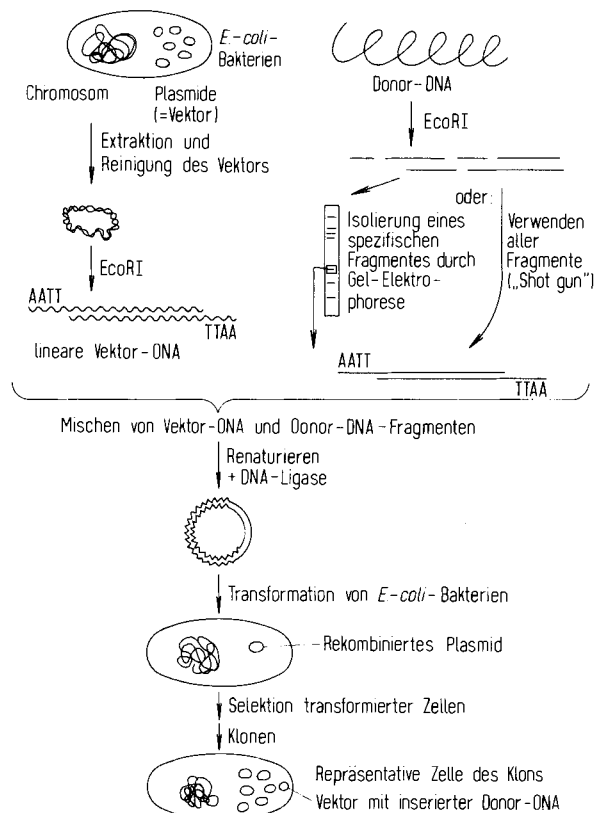 E.-coli-
Bakterien
Chromosom
Plasmide
(=Vektor)
Extraktion und
Reinigung des Vektors
EcoRI
AATT
TTAA
lineare Vektor-DNA
Donor-DNA
EcoRI
oder:
Isolierung eines
spezifischen
Fragmentes durch
Gel-Elektro-
phorese
Verwenden
aller
Fragmente
(„Shot gun")
AATT
TTAA
Mischen von Vektor-DNA und Donor-DNA-Fragmenten
Renaturieren
+ DNA-Ligase
Transformation von E.-coli-Bakterien
Rekombiniertes Plasmid
Selektion transformierter Zellen
Klonen
Repräsentative Zelle des Klons
Vektor mit inserierter Donor-DNA